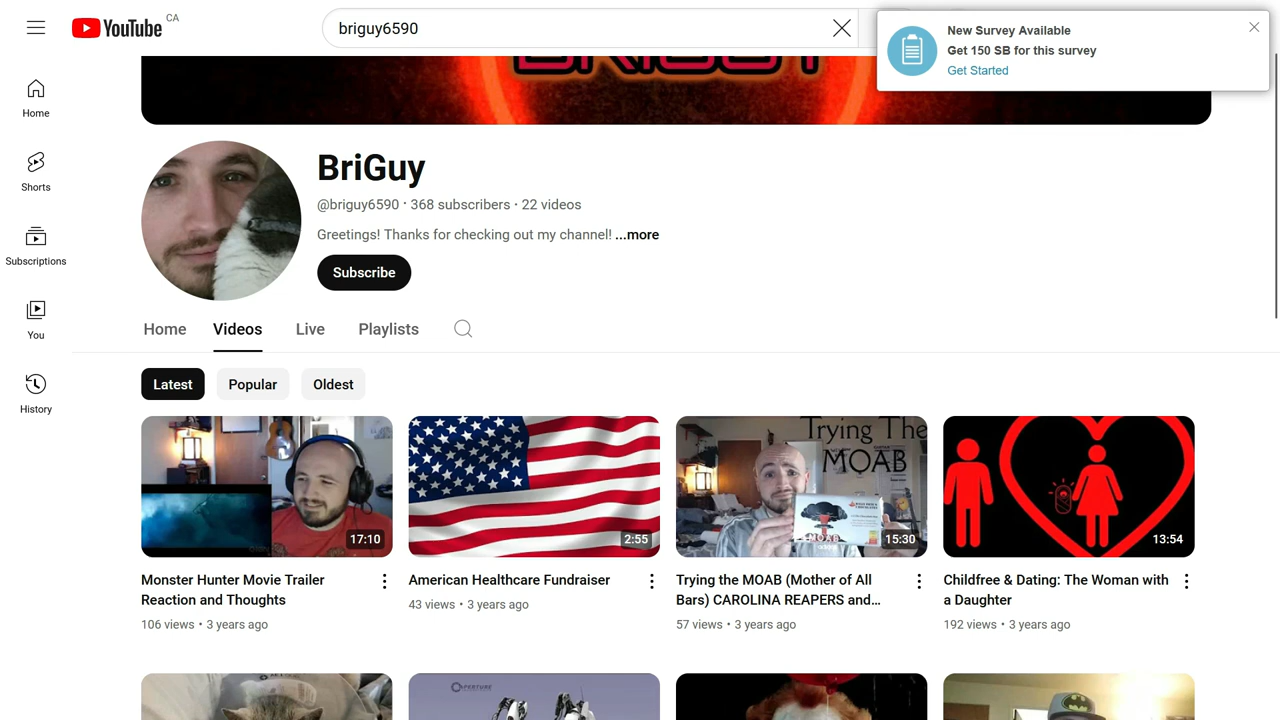 YouTube CA
briguy6590
New Survey Available
Get 150 SB for this survey
Get Started
BRIGUY
Home
Shorts
Subscriptions
You
History
BriGuy
@briguy6590 · 368 subscribers · 22 videos
Greetings! Thanks for checking out my channel! ...more
Subscribe
Home Videos Live Playlists
Latest Popular Oldest
17:10
2:55
Trying The
MOAB
MOAB
15:30
13:54
Monster Hunter Movie Trailer
Reaction and Thoughts
106 views • 3 years ago
American Healthcare Fundraiser
43 views • 3 years ago
Trying the MOAB (Mother of All
Bars) CAROLINA REAPERS and...
57 views • 3 years ago
Childfree & Dating: The Woman with
a Daughter
192 views • 3 years ago
APERTURE